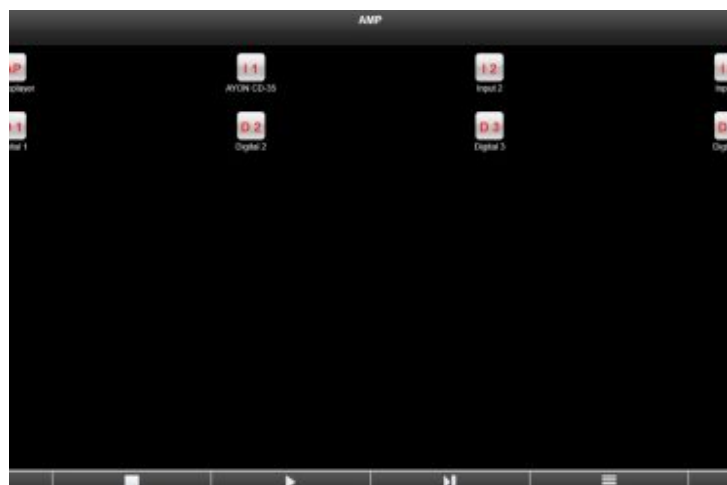 AMP
I 1
I 2
AYON CD-35
Input 2
D 2
D 3
Digital 2
Digital 3